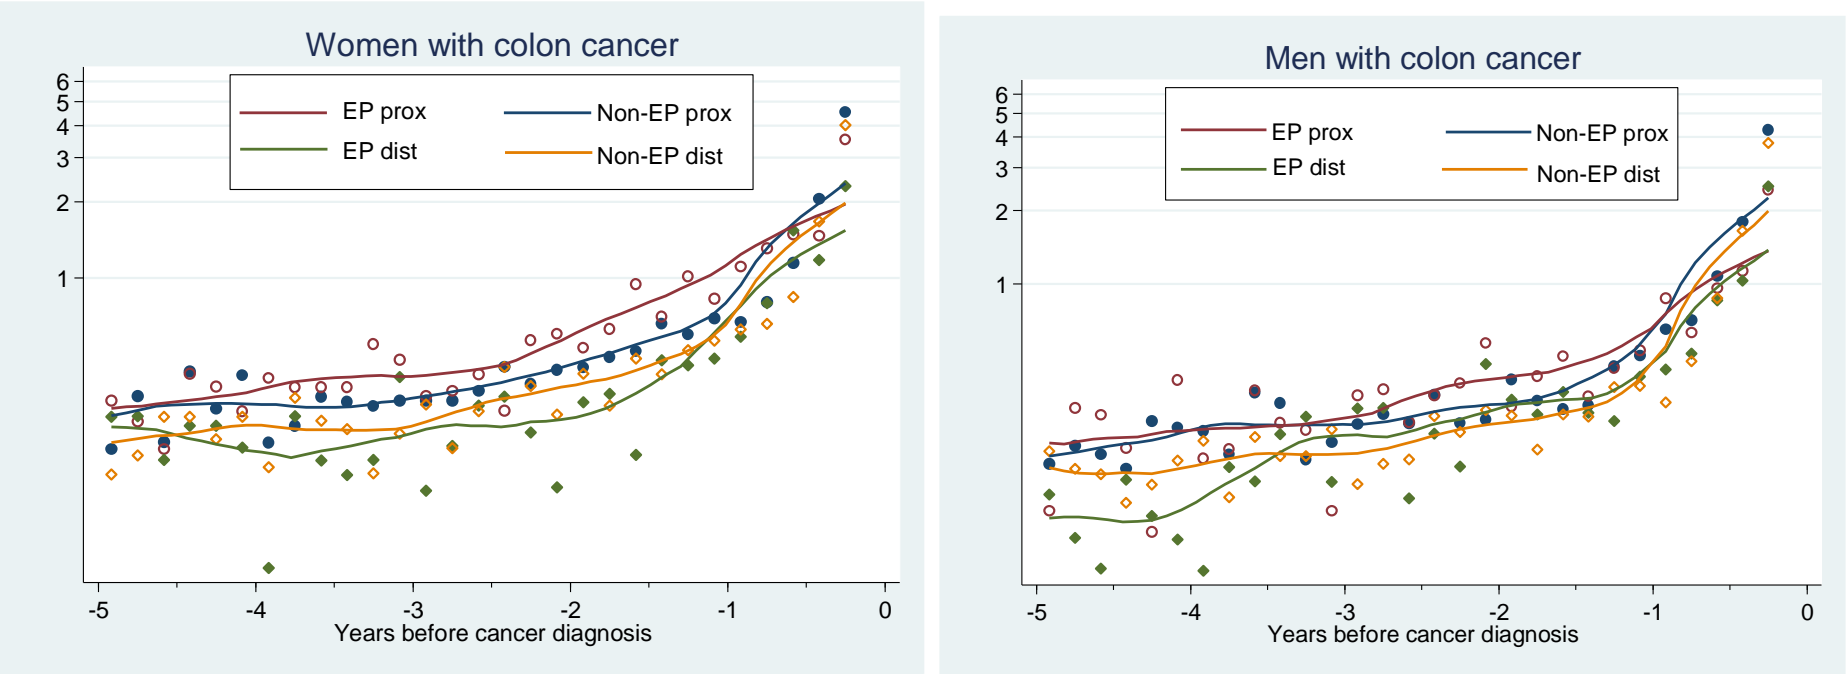 Women with colon cancer
6
5
4
3
2
1
EP prox
Non-EP prox
EP dist
Non-EP dist
-5 -4 -3 -2 -1 0
Years before cancer diagnosis
Men with colon cancer
6
5
4
3
2
1
EP prox
Non-EP prox
EP dist
Non-EP dist
-5 -4 -3 -2 -1 0
Years before cancer diagnosis